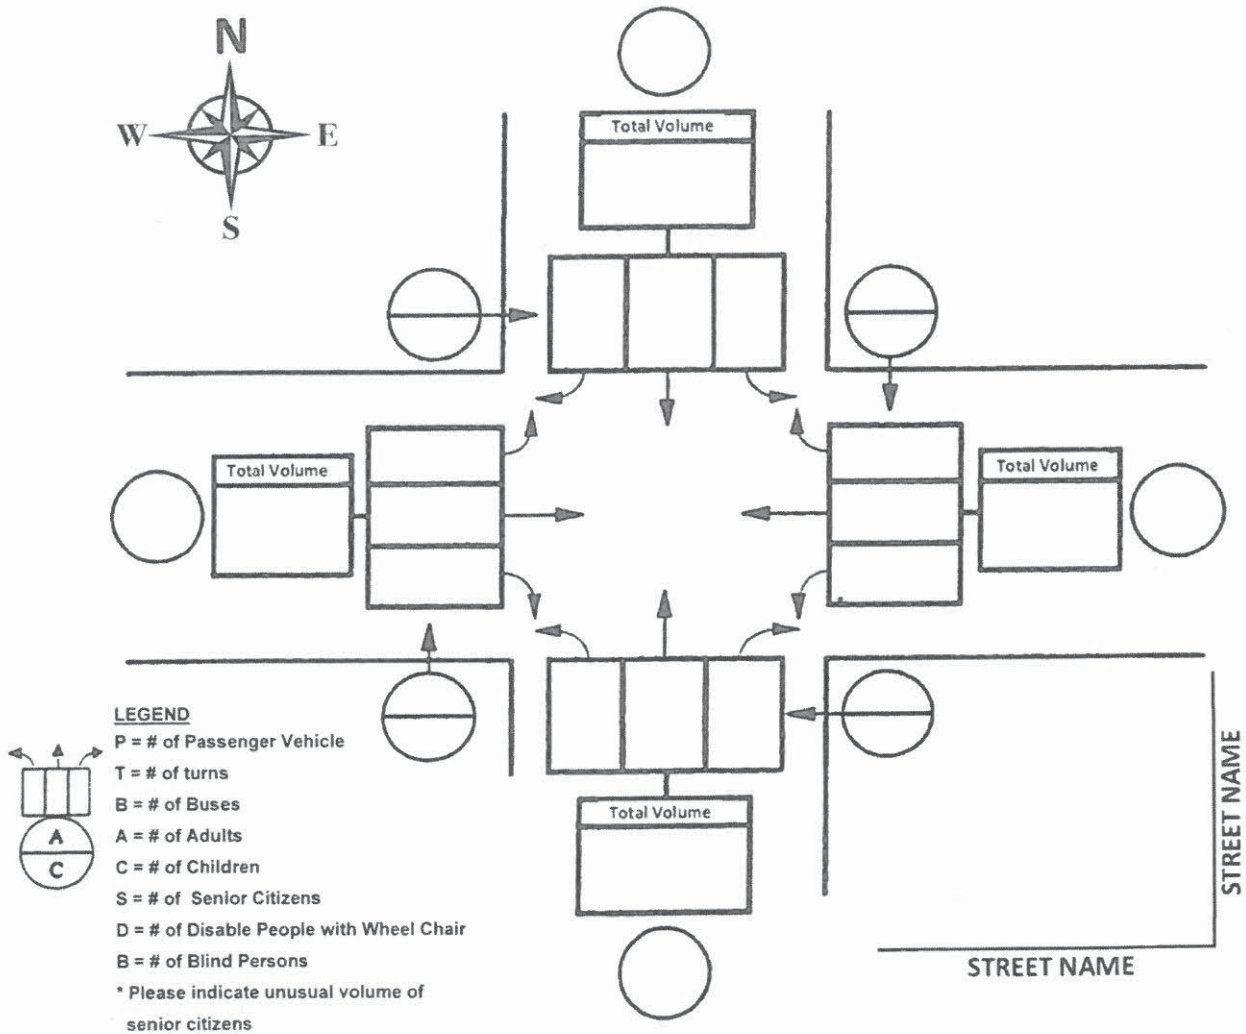 N
W
E
S
Total Volume
Total Volume
Total Volume
LEGEND
P = # of Passenger Vehicle
T = # of turns
B = # of Buses
A = # of Adults
C = # of Children
S = # of Senior Citizens
D = # of Disable People with Wheel Chair
B = # of Blind Persons
* Please indicate unusual volume of
senior citizens
A
C
Total Volume
STREET NAME
STREET NAME